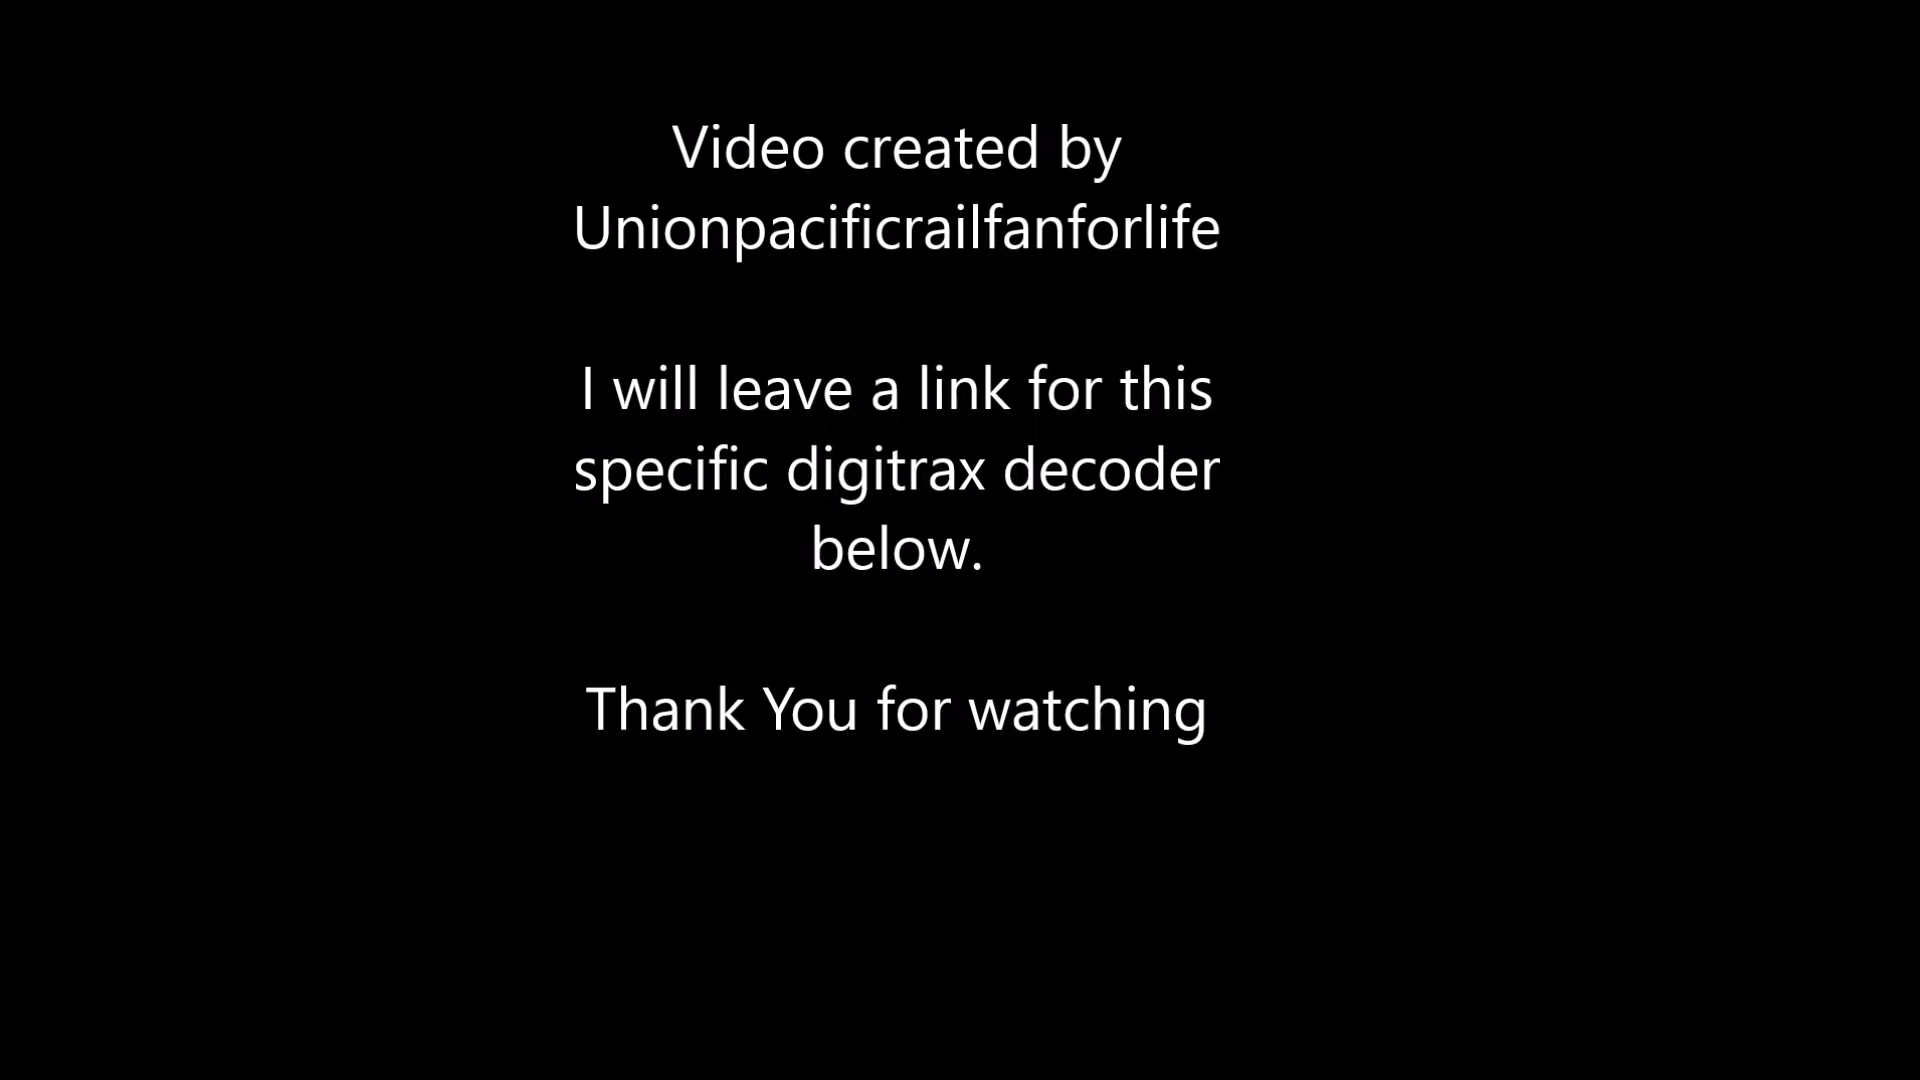 Video created by
Unionpacificrailfanforlife
I will leave a link for this
specific digitrax decoder
below.
Thank You for watching